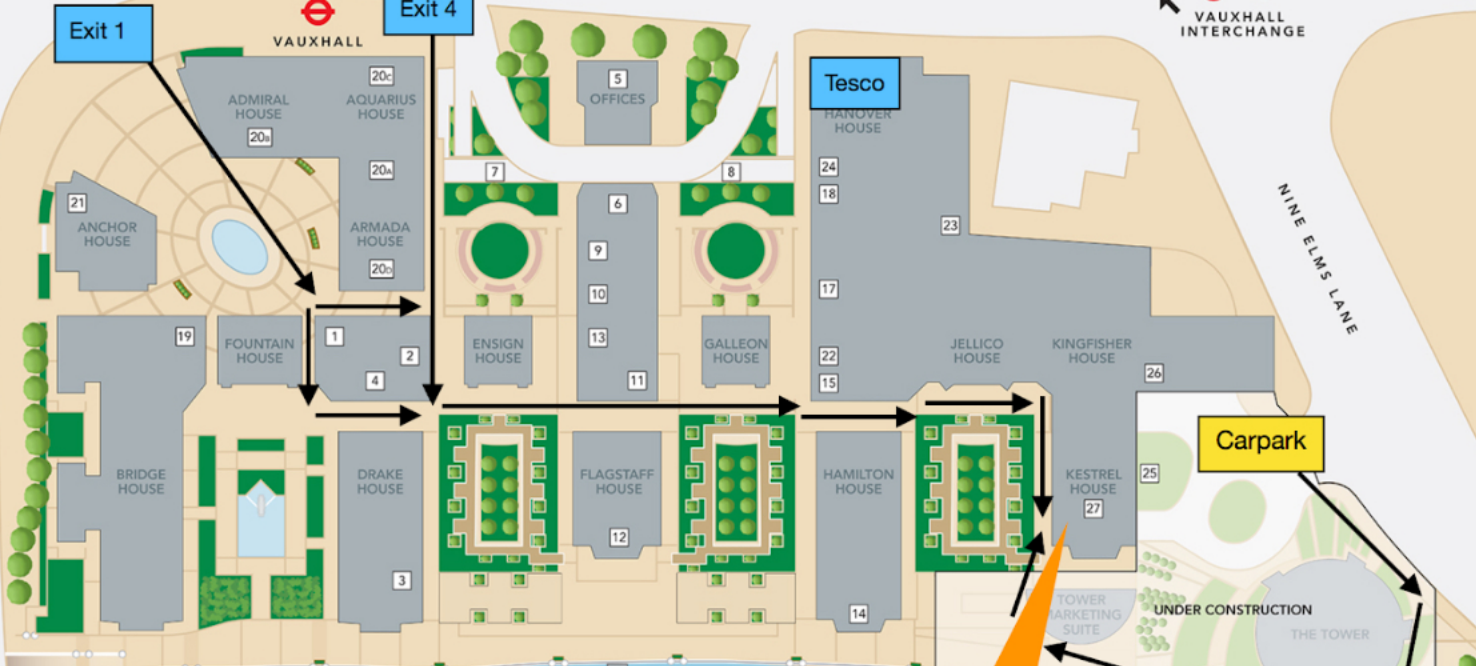 Exit 1
VAUXHALL
Exit 4
VAUXHALL
INTERCHANGE
20C
5
OFFICES
Tesco
ADMIRAL
HOUSE
AQUARIUS
HOUSE
HANOVER
HOUSE
20B
20A
7
8
24
18
21
6
23
ANCHOR
HOUSE
ARMADA
HOUSE
9
20D
10
17
NINE ELMS LANE
19
1
13
FOUNTAIN
HOUSE
2
ENSIGN
HOUSE
GALLEON
HOUSE
22
JELLICO
HOUSE
KINGFISHER
HOUSE
4
11
15
26
Carpark
BRIDGE
HOUSE
DRAKE
HOUSE
FLAGSTAFF
HOUSE
HAMILTON
HOUSE
KESTREL
HOUSE
25
27
12
3
14
TOWER
MARKETING
SUITE
UNDER CONSTRUCTION
THE TOWER